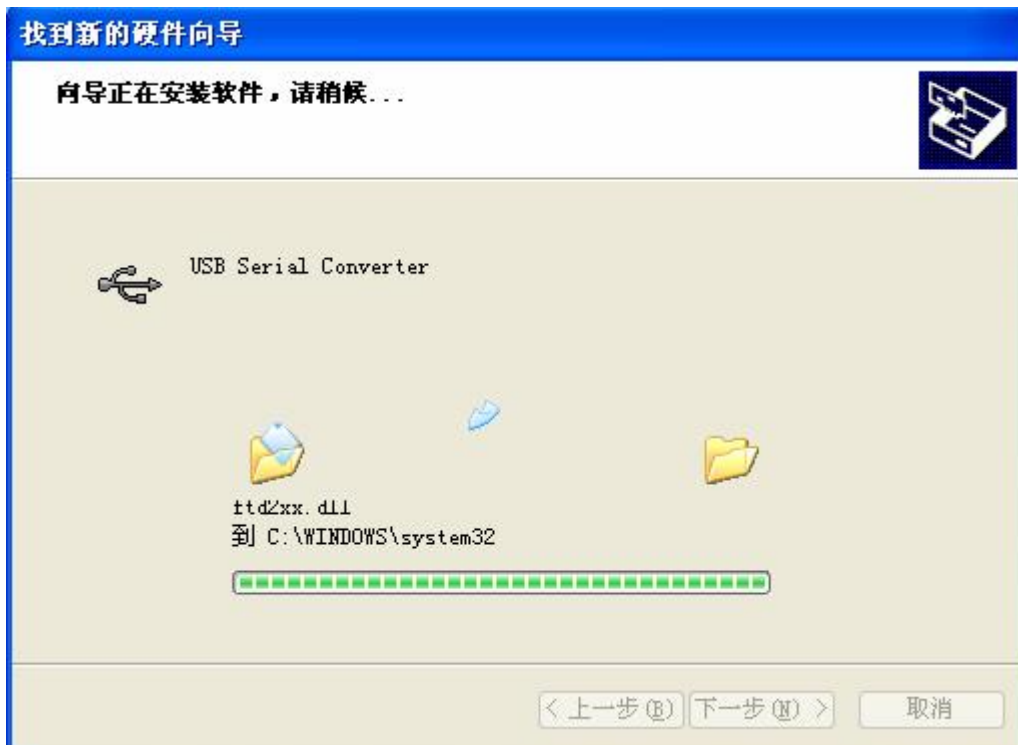 找到新的硬件向导
向导正在安装软件，请稍候...
USB Serial Converter
ftd2xx.dll
到 C:\WINDOWS\system32
< 上一步(B) 下一步(N) > 取消